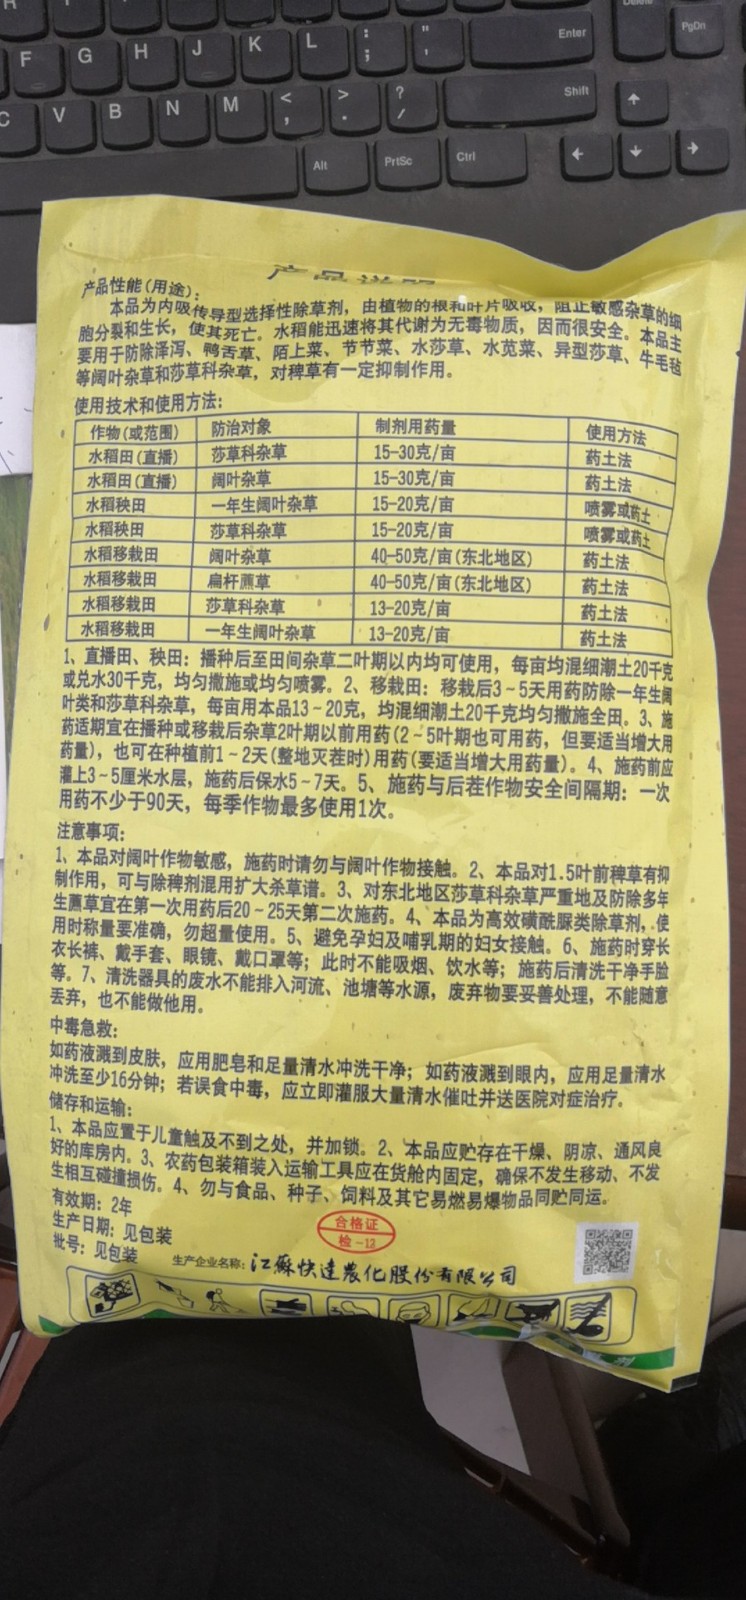 F G H J K L : ; " ' Enter PgDn
C V B N M < , > . ? / Shift ↑
Alt PrtSc Ctrl ← ↓ →
产品说明
产品性能(用途):
本品为内吸传导型选择性除草剂，由植物的根和叶片吸收，阻止敏感杂草的细
胞分裂和生长，使其死亡。水稻能迅速将其代谢为无毒物质，因而很安全。本品主
要用于防除泽泻、鸭舌草、陌上菜、节节菜、水莎草、水苋菜、异型莎草、牛毛毡
等阔叶杂草和莎草科杂草，对稗草有一定抑制作用。
使用技术和使用方法:
作物(或范围) 防治对象 制剂用药量 使用方法
水稻田(直播) 莎草科杂草 15-30克/亩 药土法
水稻田(直播) 阔叶杂草 15-30克/亩 药土法
水稻秧田 一年生阔叶杂草 15-20克/亩 喷雾或药土
水稻秧田 莎草科杂草 15-20克/亩 喷雾或药土
水稻移栽田 阔叶杂草 40-50克/亩(东北地区) 药土法
水稻移栽田 扁杆藨草 40-50克/亩(东北地区) 药土法
水稻移栽田 莎草科杂草 13-20克/亩 药土法
水稻移栽田 一年生阔叶杂草 13-20克/亩 药土法
1、直播田、秧田: 播种后至田间杂草二叶期以内均可使用，每亩均混细潮土20千克
或兑水30千克，均匀撒施或均匀喷雾。2、移栽田: 移栽后3~5天用药防除一年生阔
叶类和莎草科杂草，每亩用本品13~20克，均混细潮土20千克均匀撒施全田。3、施
药适期宜在播种或移栽后杂草2叶期以前用药(2~5叶期也可用药，但要适当增大用
药量)，也可在种植前1~2天(整地灭茬时)用药(要适当增大用药量)。4、施药前应
灌上3~5厘米水层，施药后保水5~7天。5、施药与后茬作物安全间隔期: 一次
用药不少于90天，每季作物最多使用1次。
注意事项:
1、本品对阔叶作物敏感，施药时请勿与阔叶作物接触。2、本品对1.5叶前稗草有抑
制作用，可与除稗剂混用扩大杀草谱。3、对东北地区莎草科杂草严重地及防除多年
生藨草宜在第一次用药后20~25天第二次施药。4、本品为高效磺酰脲类除草剂，使
用时称量要准确，勿超量使用。5、避免孕妇及哺乳期的妇女接触。6、施药时穿长
衣长裤、戴手套、眼镜、戴口罩等；此时不能吸烟、饮水等；施药后清洗干净手脸
等。7、清洗器具的废水不能排入河流、池塘等水源，废弃物要妥善处理，不能随意
丢弃，也不能做他用。
中毒急救:
如药液溅到皮肤，应用肥皂和足量清水冲洗干净；如药液溅到眼内，应用足量清水
冲洗至少16分钟；若误食中毒，应立即灌服大量清水催吐并送医院对症治疗。
储存和运输:
1、本品应置于儿童触及不到之处，并加锁。2、本品应贮存在干燥、阴凉、通风良
好的库房内。3、农药包装箱装入运输工具应在货舱内固定，确保不发生移动、不发
生相互碰撞损伤。4、勿与食品、种子、饲料及其它易燃易爆物品同贮同运。
有效期: 2年
生产日期: 见包装
批号: 见包装
合格证
检-12
生产企业名称: 江苏快达农化股份有限公司